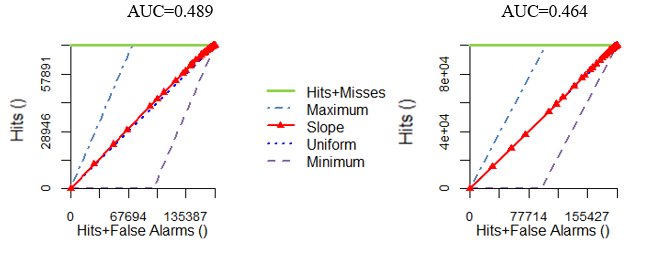 AUC=0.489
57891
28946
0
Hits ()
0 67694 135387
Hits+False Alarms ()
Hits+Misses
Maximum
Slope
Uniform
Minimum
AUC=0.464
8e+04
4e+04
0
Hits ()
0 77714 155427
Hits+False Alarms ()